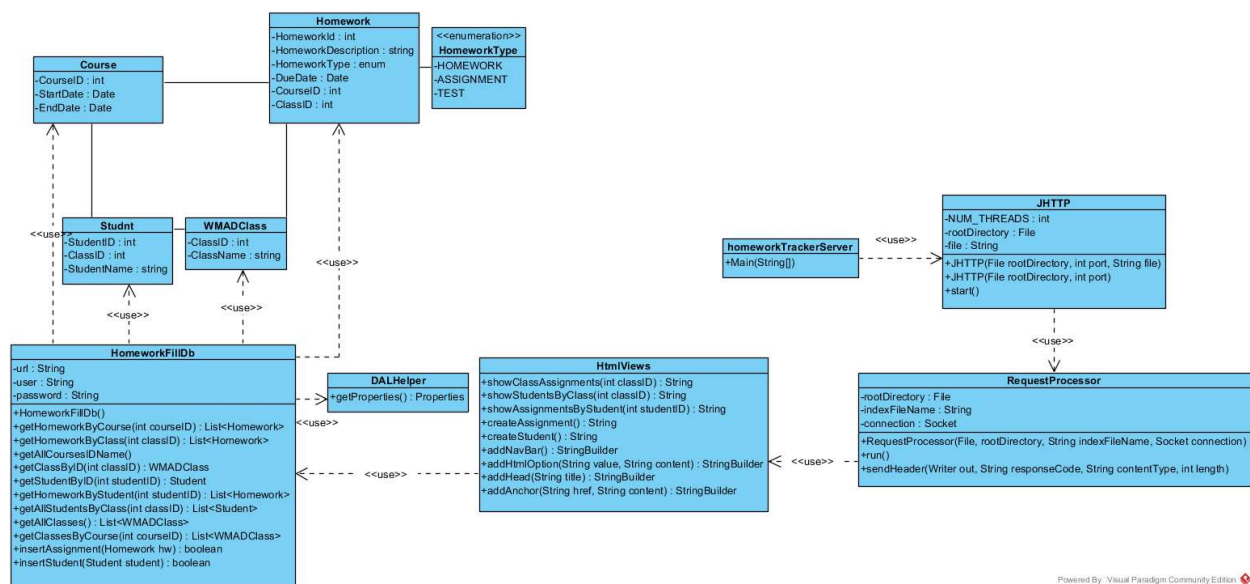 Homework
-HomeworkId : int
-HomeworkDescription : string
-HomeworkType : enum
-DueDate : Date
-CourseID : int
-ClassID : int
<<enumeration>>
HomeworkType
-HOMEWORK
-ASSIGNMENT
-TEST
Course
-CourseID : int
-StartDate : Date
-EndDate : Date
<<use>>
Studnt
-StudentID : int
-ClassID : int
-StudentName : string
WMADClass
-ClassID : int
-ClassName : string
<<use>>
<<use>>
<<use>>
homeworkTrackerServer
+Main(String[])
<<use>>
JHTTP
-NUM_THREADS : int
-rootDirectory : File
-file : String
+JHTTP(File rootDirectory, int port, String file)
+JHTTP(File rootDirectory, int port)
+start()
<<use>>
HomeworkFillDb
-url : String
-user : String
-password : String
+HomeworkFillDb()
+getHomeworkByCourse(int courseID) : List<Homework>
+getHomeworkByClass(int classID) : List<Homework>
+getAllCoursesIDName()
+getClassByID(int classID) : WMADClass
+getStudentByID(int studentID) : Student
+getHomeworkByStudent(int studentID) : List<Homework>
+getAllStudentsByClass(int classID) : List<Student>
+getAllClasses() : List<WMADClass>
+getClassesByCourse(int courseID) : List<WMADClass>
+insertAssignment(Homework hw) : boolean
+insertStudent(Student student) : boolean
DALHelper
+getProperties() : Properties
<<use>>
<<use>>
HtmlViews
+showClassAssignments(int classID) : String
+showStudentsByClass(int classID) : String
+showAssignmentsByStudent(int studentID) : String
+createAssignment() : String
+createStudent() : String
+addNavBar() : StringBuilder
+addHtmlOption(String value, String content) : StringBuilder
+addHead(String title) : StringBuilder
+addAnchor(String href, String content) : StringBuilder
<<use>>
RequestProcessor
-rootDirectory : File
-indexFileName : String
-connection : Socket
+RequestProcessor(File, rootDirectory, String indexFileName, Socket connection)
+run()
+sendHeader(Writer out, String responseCode, String contentType, int length)
Powered By Visual Paradigm Community Edition